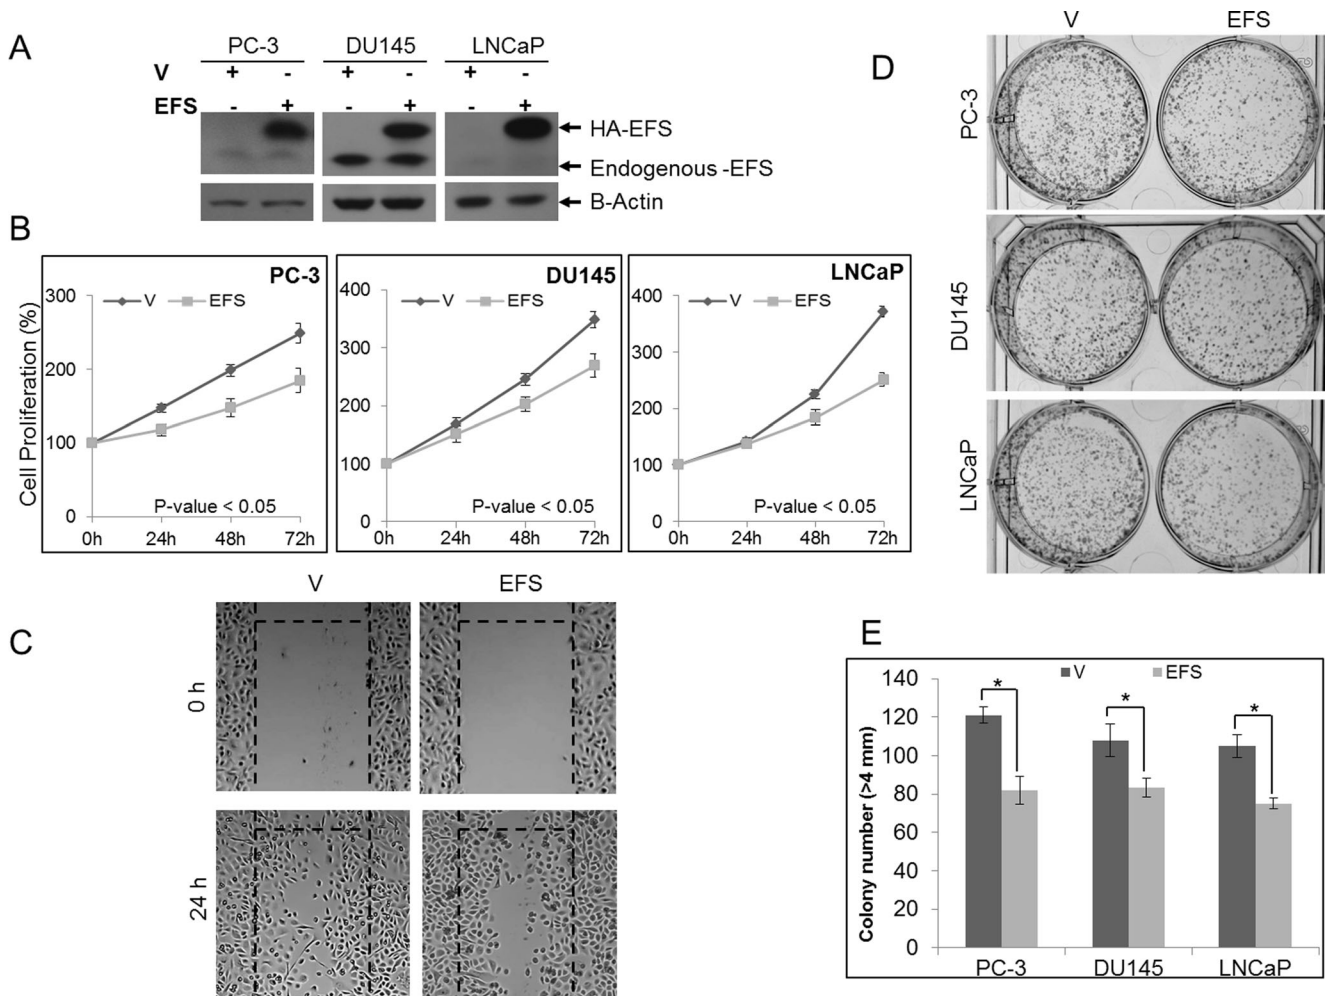 A
PC-3 DU145 LNCaP
V + - + - + -
EFS - + - + - +
HA-EFS
Endogenous -EFS
B-Actin
B
Cell Proliferation (%)
PC-3
V EFS
300
200
100
0
P-value < 0.05
0h 24h 48h 72h
DU145
V EFS
400
300
200
100
0
P-value < 0.05
0h 24h 48h 72h
LNCaP
V EFS
400
300
200
100
0
P-value < 0.05
0h 24h 48h 72h
C
V EFS
0 h
24 h
D
V EFS
PC-3
DU145
LNCaP
E
Colony number (>4 mm)
V EFS
140
120
100
80
60
40
20
0
* * *
PC-3 DU145 LNCaP